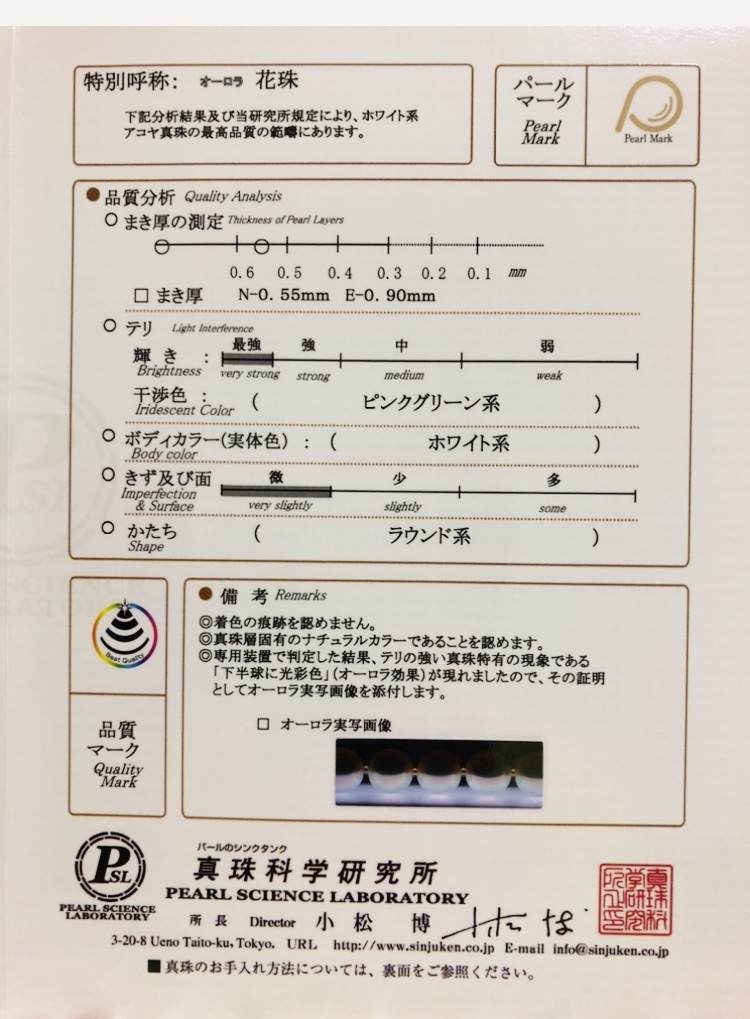 特別呼称： オーロラ 花珠
下記分析結果及び当研究所規定により、ホワイト系
アコヤ真珠の最高品質の範疇にあります。
パール
マーク
Pearl
Mark
Pearl Mark
●品質分析 Quality Analysis
○まき厚の測定 Thickness of Pearl Layers
0.6 0.5 0.4 0.3 0.2 0.1 mm
□ まき厚 N-0.55mm E-0.90mm
○ テリ Light Interference
最強 強 中 弱
輝き ：
Brightness very strong strong medium weak
干渉色：（ ピンクグリーン系 ）
Iridescent Color
○ ボディカラー（実体色）：（ ホワイト系 ）
Body color
○ きず及び面 微 少 多
Imperfection
& Surface very slightly slightly some
○ かたち （ ラウンド系 ）
Shape
Best Quality
品質
マーク
Quality
Mark
● 備考 Remarks
◎着色の痕跡を認めません。
◎真珠層固有のナチュラルカラーであることを認めます。
◎専用装置で判定した結果、テリの強い真珠特有の現象である
「下半球に光彩色」（オーロラ効果）が現れましたので、その証明
としてオーロラ実写画像を添付します。
□ オーロラ実写画像
PSL
PEARL SCIENCE
LABORATORY
パールのシンクタンク
真珠科学研究所
PEARL SCIENCE LABORATORY
所長 Director 小松 博
3-20-8 Ueno Taito-ku, Tokyo. URL http://www.sinjuken.co.jp E-mail info@sinjuken.co.jp
■真珠のお手入れ方法については、裏面をご参照ください。